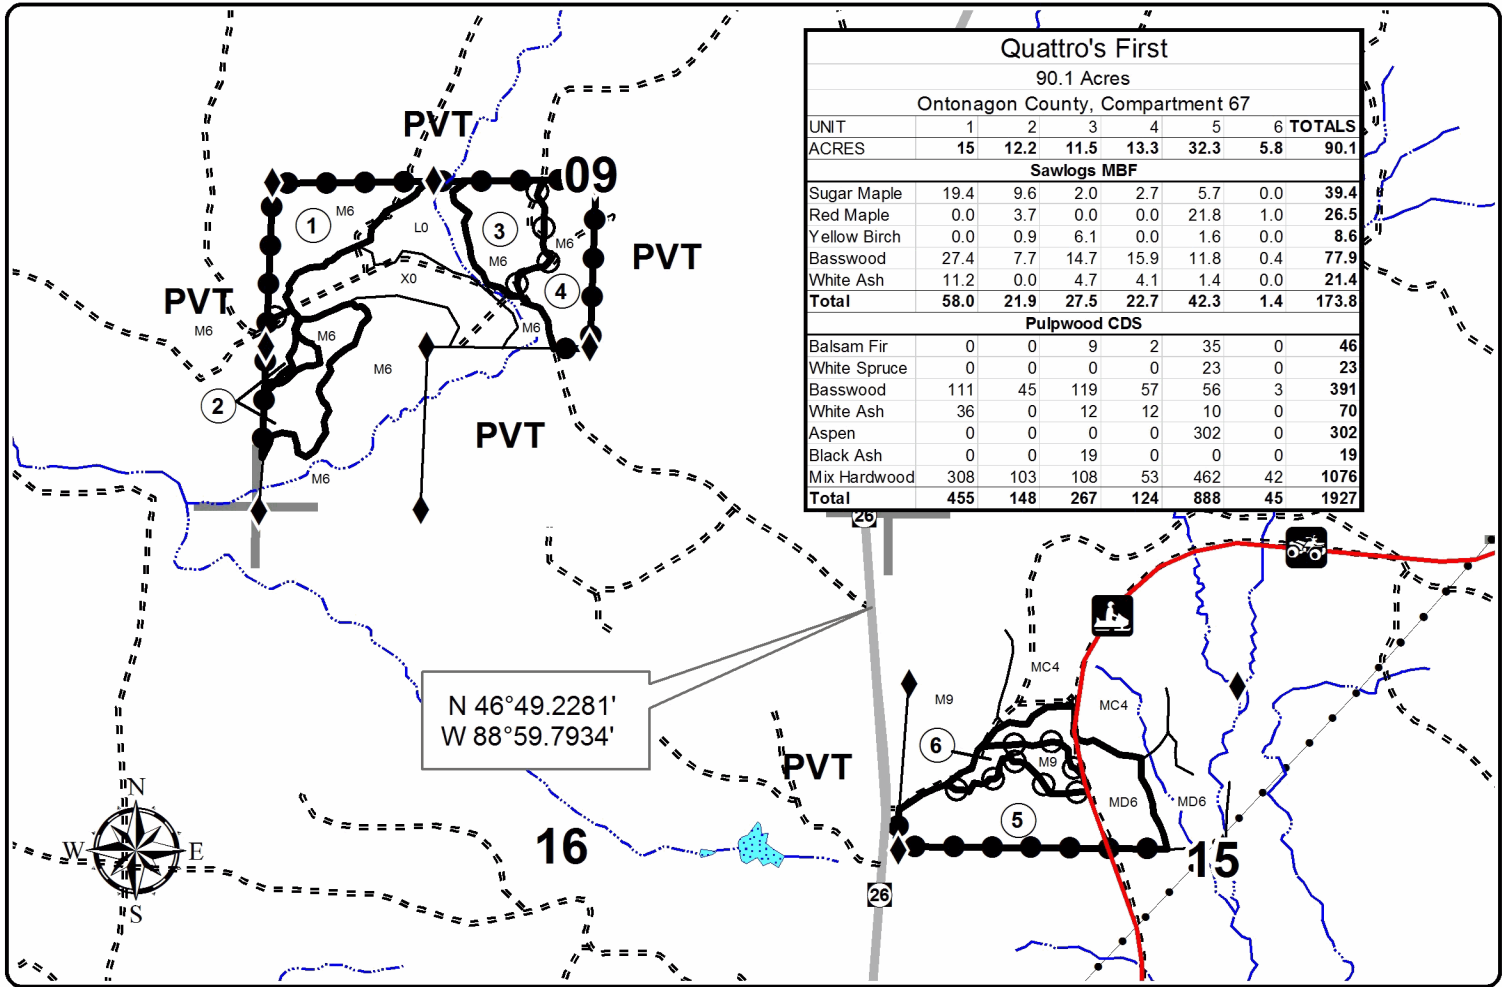 Quattro's First
90.1 Acres
Ontonagon County, Compartment 67
UNIT 1 2 3 4 5 6 TOTALS
ACRES 15 12.2 11.5 13.3 32.3 5.8 90.1
Sawlogs MBF
Sugar Maple 19.4 9.6 2.0 2.7 5.7 0.0 39.4
Red Maple 0.0 3.7 0.0 0.0 21.8 1.0 26.5
Yellow Birch 0.0 0.9 6.1 0.0 1.6 0.0 8.6
Basswood 27.4 7.7 14.7 15.9 11.8 0.4 77.9
White Ash 11.2 0.0 4.7 4.1 1.4 0.0 21.4
Total 58.0 21.9 27.5 22.7 42.3 1.4 173.8
Pulpwood CDS
Balsam Fir 0 0 9 2 35 0 46
White Spruce 0 0 0 0 23 0 23
Basswood 111 45 119 57 56 3 391
White Ash 36 0 12 12 10 0 70
Aspen 0 0 0 0 302 0 302
Black Ash 0 0 19 0 0 0 19
Mix Hardwood 308 103 108 53 462 42 1076
Total 455 148 267 124 888 45 1927
PVT
09
1
M6
L0
3
M6
M6
PVT
X0
4
PVT
M6
M6
M6
M6
2
PVT
M6
26
N 46°49.2281'
W 88°59.7934'
MC4
M9
MC4
6
M9
PVT
MD6
MD6
5
16
15
26
N
W
E
S